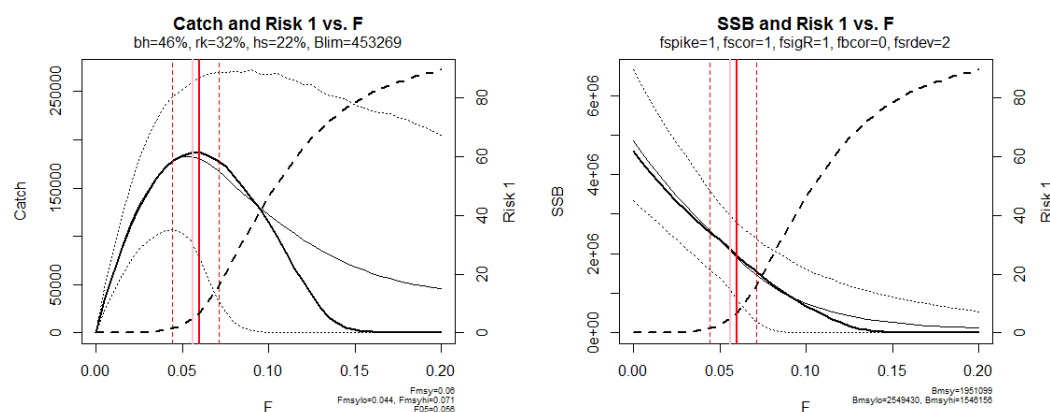 Catch and Risk 1 vs. F
bh=46%, rk=32%, hs=22%, Blim=453269
Catch
0
50000
150000
250000
Risk 1
0
20
40
60
80
0.00
0.05
0.10
0.15
0.20
F
Fmsy=0.06
Fmsylo=0.044, Fmsyhi=0.071
F05=0.056
SSB and Risk 1 vs. F
fspike=1, fscor=1, fsigR=1, fbcor=0, fsrdev=2
SSB
0e+00
2e+06
4e+06
6e+06
Risk 1
0
20
40
60
80
0.00
0.05
0.10
0.15
0.20
F
Bmsy=1951099
Bmsylo=2549430, Bmsyhi=1546156